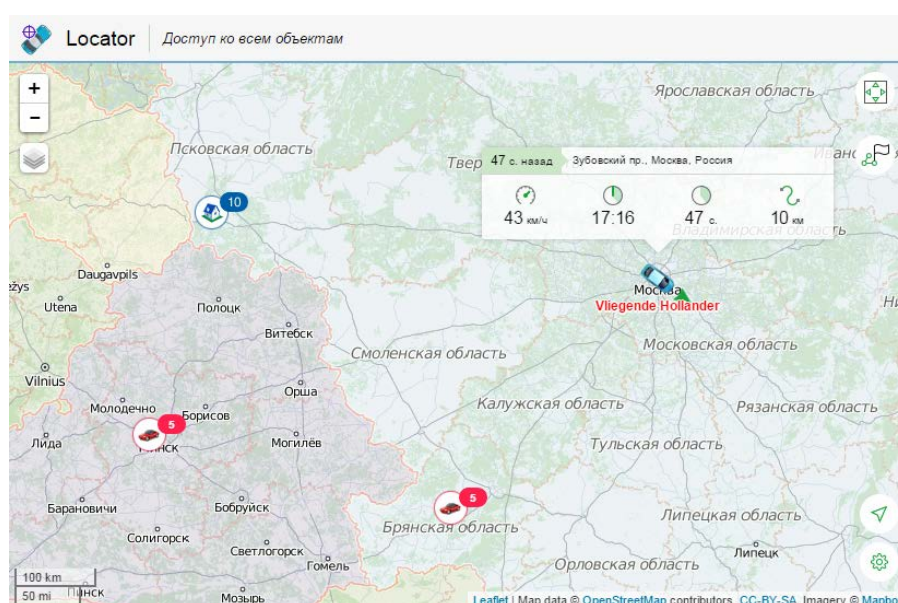 Locator
Доступ ко всем объектам
+
−
Ярославская область
Псковская область
Твер
47 с. назад
Зубовский пр., Москва, Россия
43 км/ч
17:16
47 с.
10 км
Владимирская область
10
Daugavpils
Utena
Полоцк
Москва
Vliegende Hollander
Витебск
Смоленская область
Московская область
Vilnius
Орша
Молодечно
Борисов
5
Калужская область
Рязанская область
Лида
Могилёв
Тульская область
Барановичи
Бобруйск
5
Брянская область
Липецкая область
Солигорск
Светлогорск
Гомель
Липецк
Орловская область
100 km
50 mi
Пинск
Мозырь
Leaflet | Map data © OpenStreetMap contributors, CC-BY-SA, Imagery © Mapbo